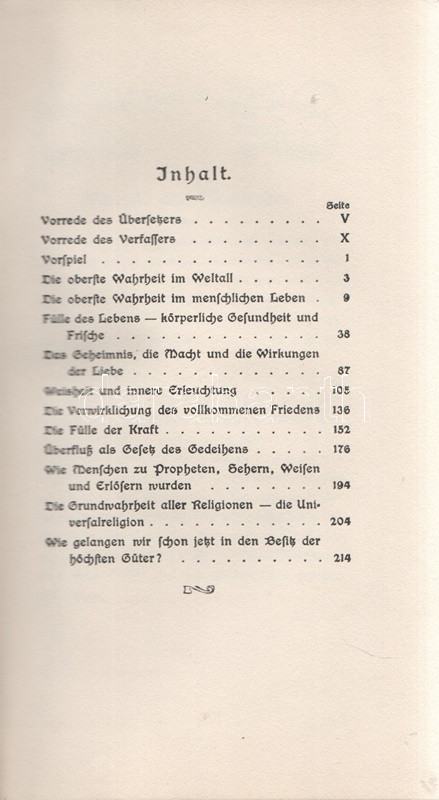 Inhalt.
Seite
Vorrede des Übersetzers . . . . . . . . . V
Vorrede des Verfassers . . . . . . . . . X
Vorspiel . . . . . . . . . . . . . . 1
Die oberste Wahrheit im Weltall . . . . . . 3
Die oberste Wahrheit im menschlichen Leben . 9
Fülle des Lebens — körperliche Gesundheit und
Frische . . . . . . . . . . . . . 38
Das Geheimnis, die Macht und die Wirkungen
der Liebe . . . . . . . . . . . . 87
Weisheit und innere Erleuchtung . . . . . . 105
Die Verwirklichung des vollkommenen Friedens 136
Die Fülle der Kraft . . . . . . . . . . 152
Überfluß als Gesetz des Gedeihens . . . . . 176
Wie Menschen zu Propheten, Sehern, Weisen
und Erlösern wurden . . . . . . . . 194
Die Grundwahrheit aller Religionen — die Uni-
versalreligion . . . . . . . . . . . 204
Wie gelangen wir schon jetzt in den Besitz der
höchsten Güter? . . . . . . . . . . 214